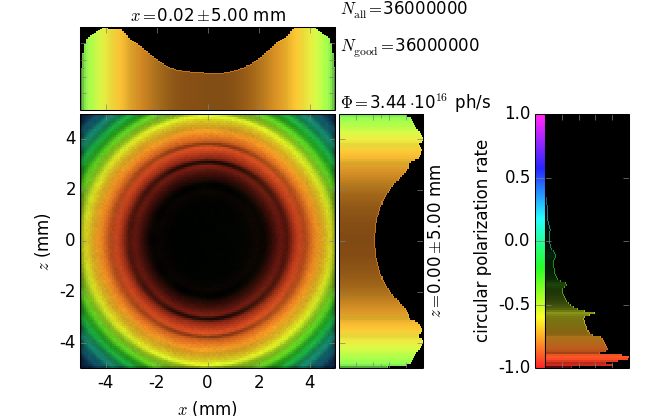 x=0.02±5.00 mm
N_all=36000000
N_good=36000000
Φ=3.44·10^16 ph/s
4
2
0
-2
-4
z (mm)
-4 -2 0 2 4
x (mm)
z=0.00±5.00 mm
circular polarization rate
1.0
0.5
0.0
-0.5
-1.0